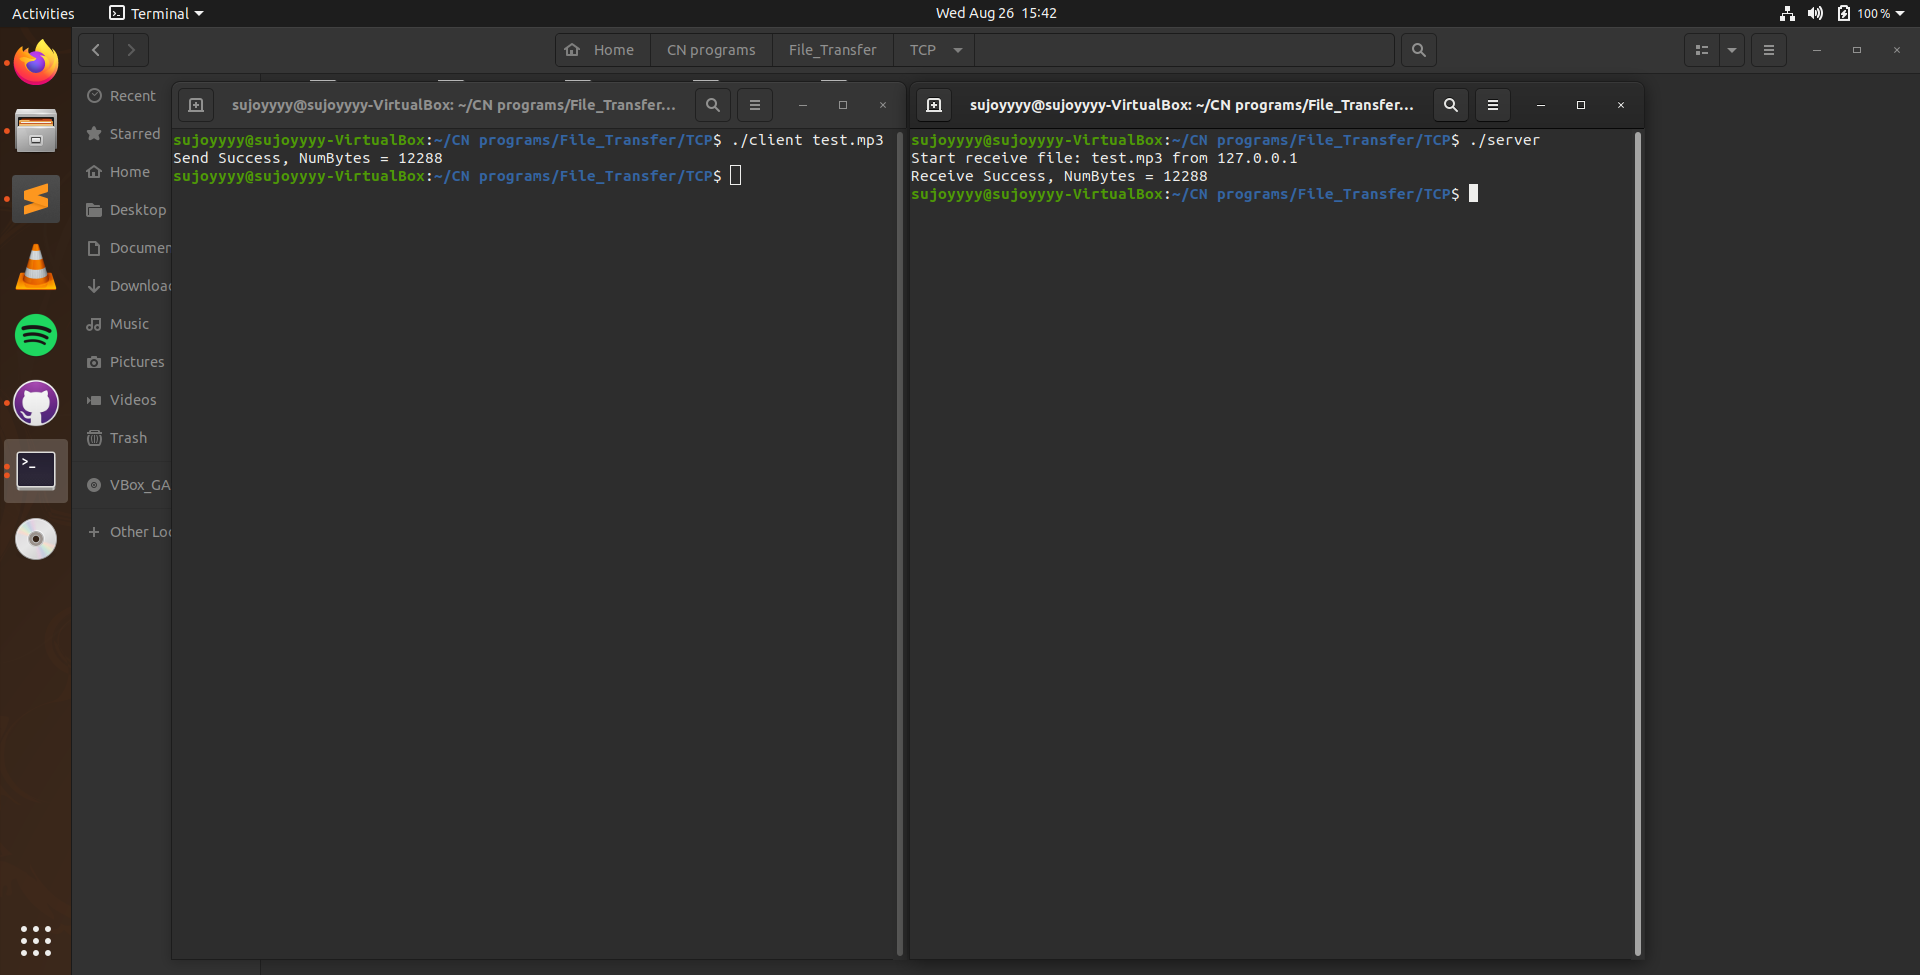 Activities
Terminal
Wed Aug 26 15:42
100 %
Home
CN programs
File_Transfer
TCP
Recent
Starred
Home
Desktop
Documen
Downloa
Music
Pictures
Videos
Trash
VBox_GA
Other Loc
sujoyyyy@sujoyyyy-VirtualBox: ~/CN programs/File_Transfer...
sujoyyyy@sujoyyyy-VirtualBox:~/CN programs/File_Transfer/TCP$ ./client test.mp3
Send Success, NumBytes = 12288
sujoyyyy@sujoyyyy-VirtualBox:~/CN programs/File_Transfer/TCP$
sujoyyyy@sujoyyyy-VirtualBox: ~/CN programs/File_Transfer...
sujoyyyy@sujoyyyy-VirtualBox:~/CN programs/File_Transfer/TCP$ ./server
Start receive file: test.mp3 from 127.0.0.1
Receive Success, NumBytes = 12288
sujoyyyy@sujoyyyy-VirtualBox:~/CN programs/File_Transfer/TCP$